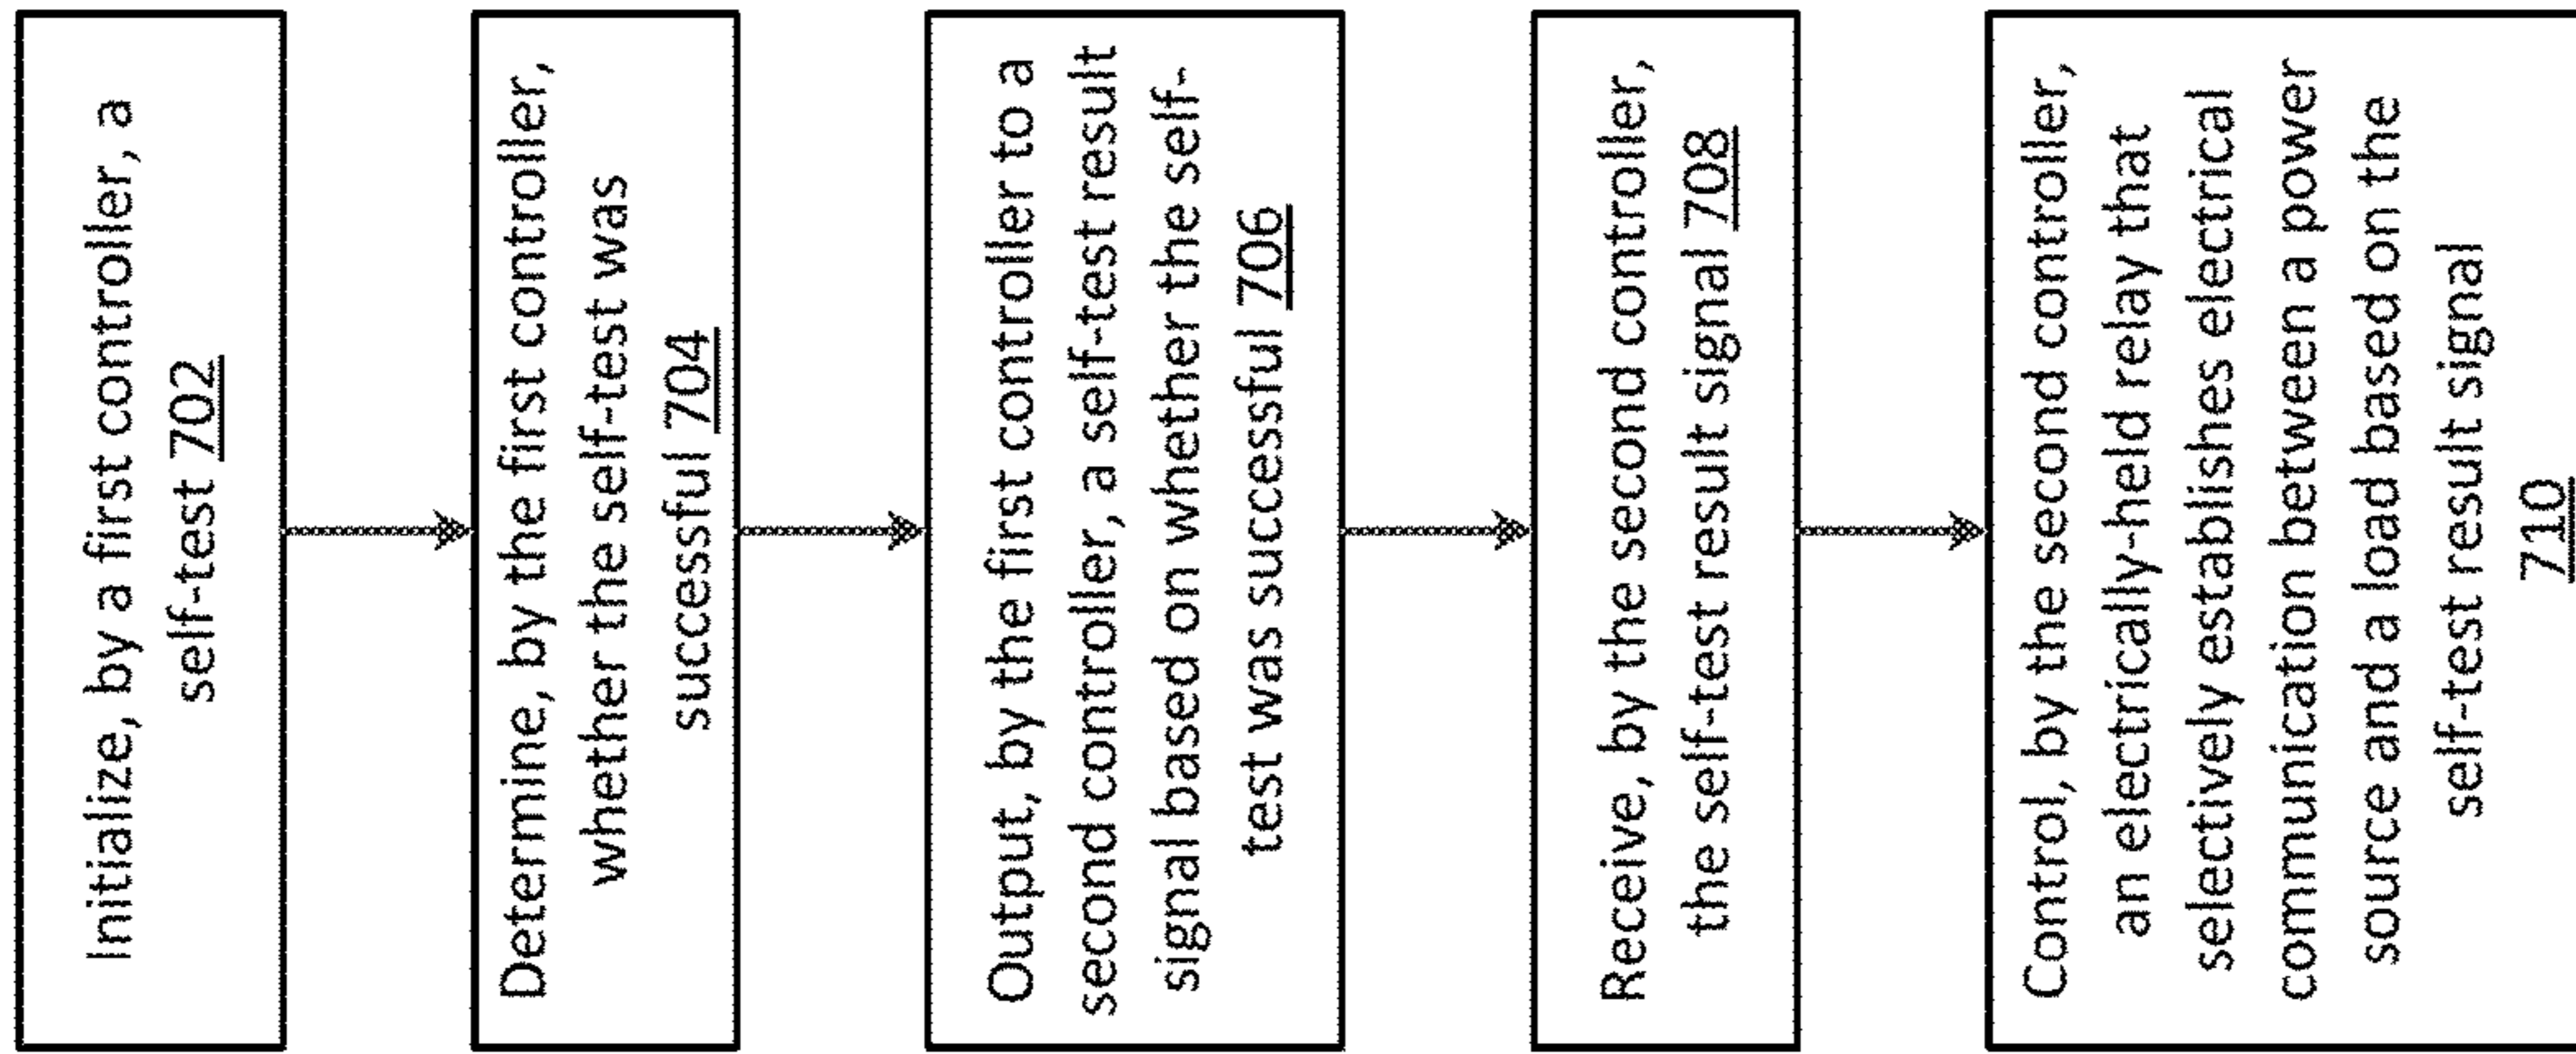 Initialize, by a first controller, a
self-test 702
Determine, by the first controller,
whether the self-test was
successful 704
Output, by the first controller to a
second controller, a self-test result
signal based on whether the self-
test was successful 706
Receive, by the second controller,
the self-test result signal 708
Control, by the second controller,
an electrically-held relay that
selectively establishes electrical
communication between a power
source and a load based on the
self-test result signal
710